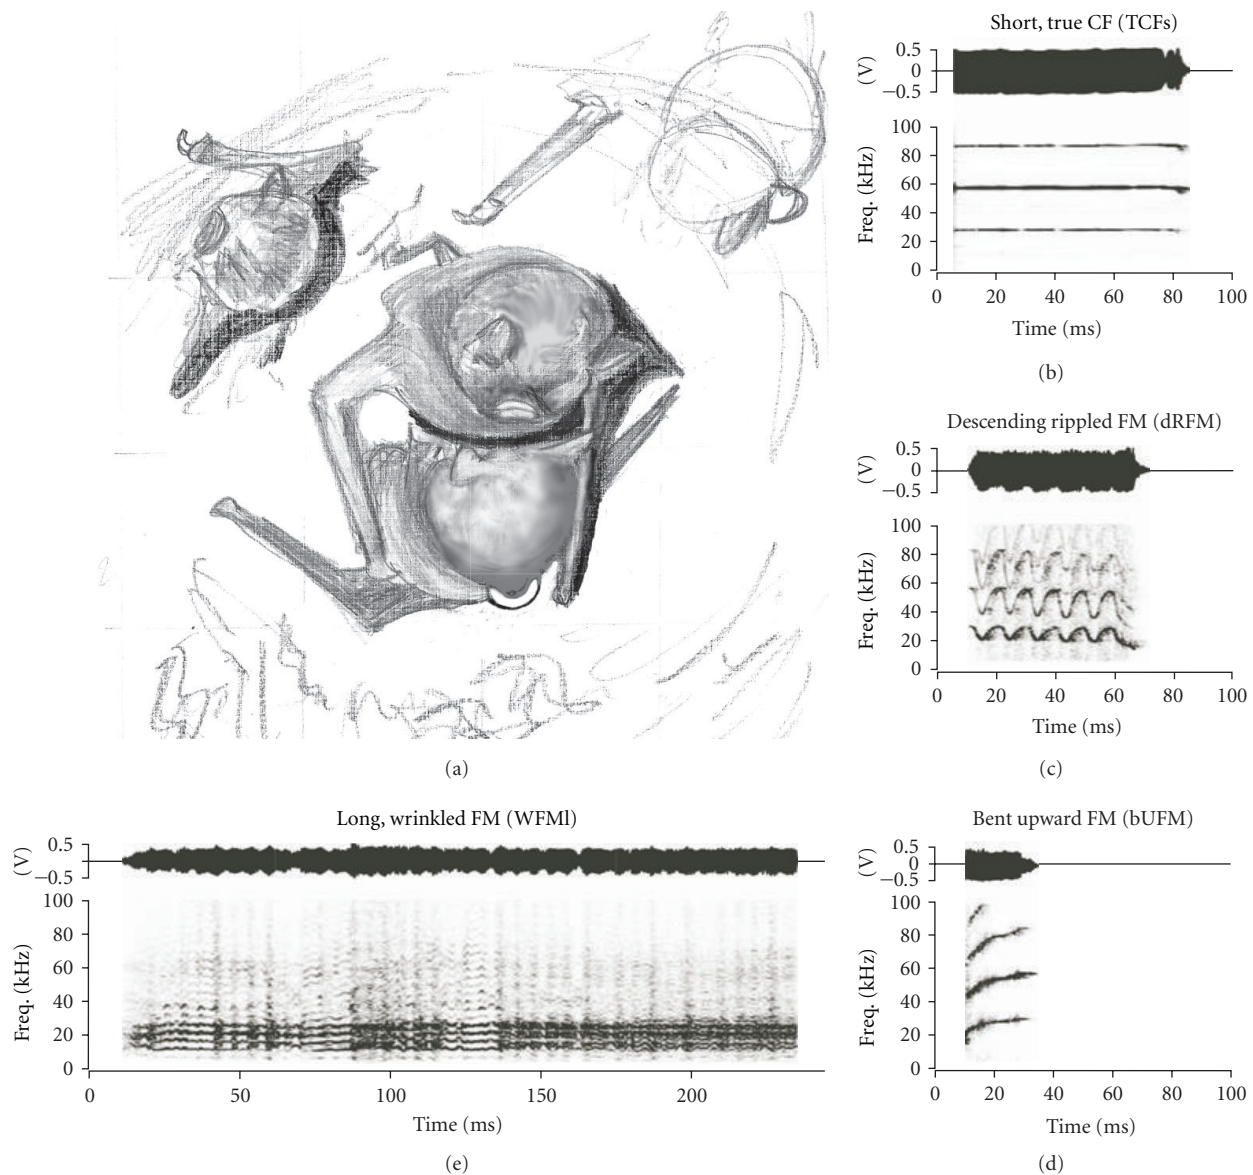 Short, true CF (TCFs)
0.5
0
−0.5
(V)
100
80
60
40
20
0
Freq. (kHz)
0 20 40 60 80 100
Time (ms)
(b)
Descending rippled FM (dRFM)
0.5
0
−0.5
(V)
100
80
60
40
20
0
Freq. (kHz)
0 20 40 60 80 100
Time (ms)
(a)
(c)
Long, wrinkled FM (WFMl)
0.5
0
−0.5
(V)
100
80
60
40
20
0
Freq. (kHz)
0 50 100 150 200
Time (ms)
(e)
Bent upward FM (bUFM)
0.5
0
−0.5
(V)
100
80
60
40
20
0
Freq. (kHz)
0 20 40 60 80 100
Time (ms)
(d)